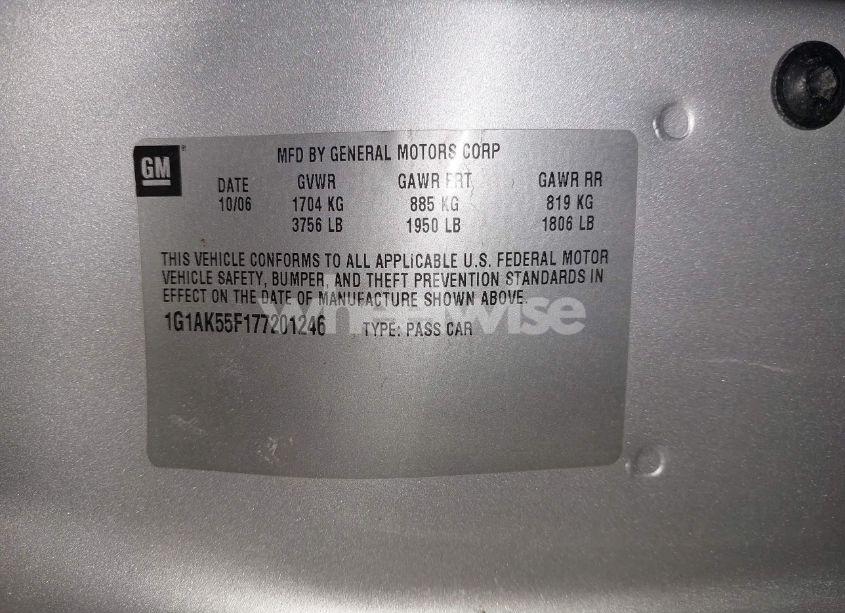 GM
MFD BY GENERAL MOTORS CORP
DATE GVWR GAWR FRT GAWR RR
10/06 1704 KG 885 KG 819 KG
3756 LB 1950 LB 1806 LB
THIS VEHICLE CONFORMS TO ALL APPLICABLE U.S. FEDERAL MOTOR
VEHICLE SAFETY, BUMPER, AND THEFT PREVENTION STANDARDS IN
EFFECT ON THE DATE OF MANUFACTURE SHOWN ABOVE.
1G1AK55F177201246 TYPE: PASS CAR
wheelwise